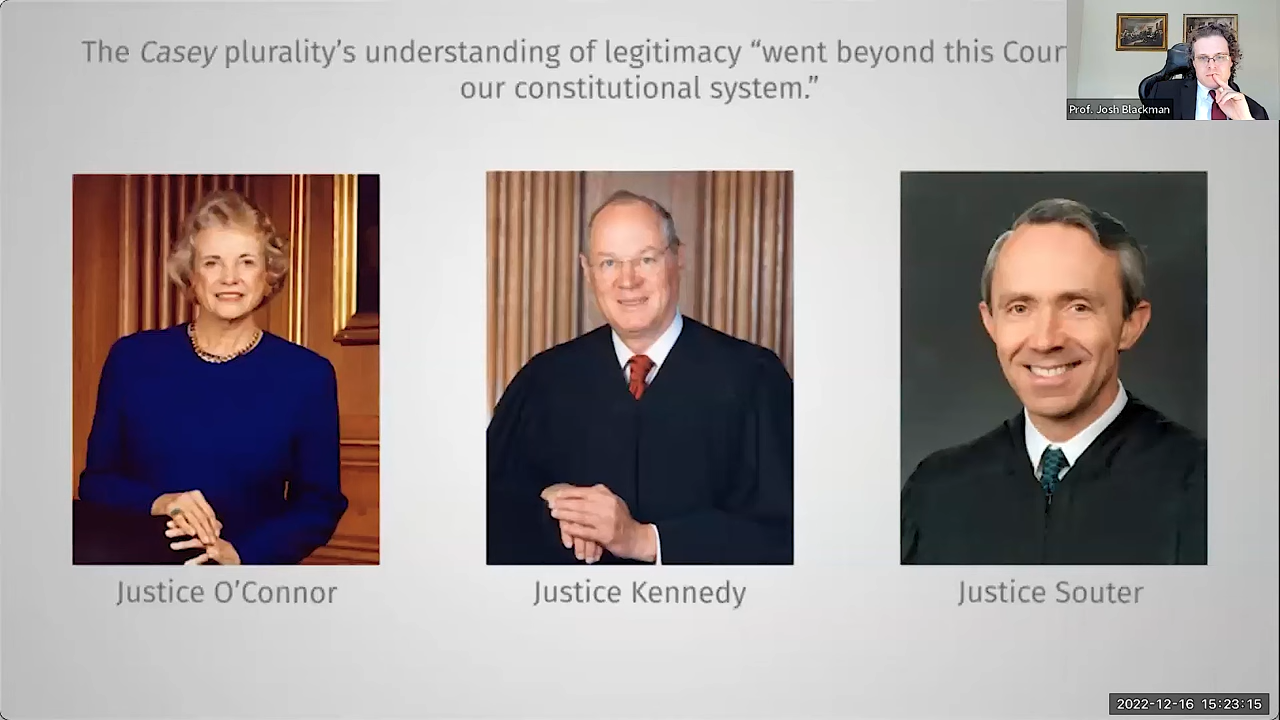 The Casey plurality’s understanding of legitimacy “went beyond this Cour
our constitutional system.”
Prof. Josh Blackman
Justice O’Connor
Justice Kennedy
Justice Souter
2022-12-16 15:23:15